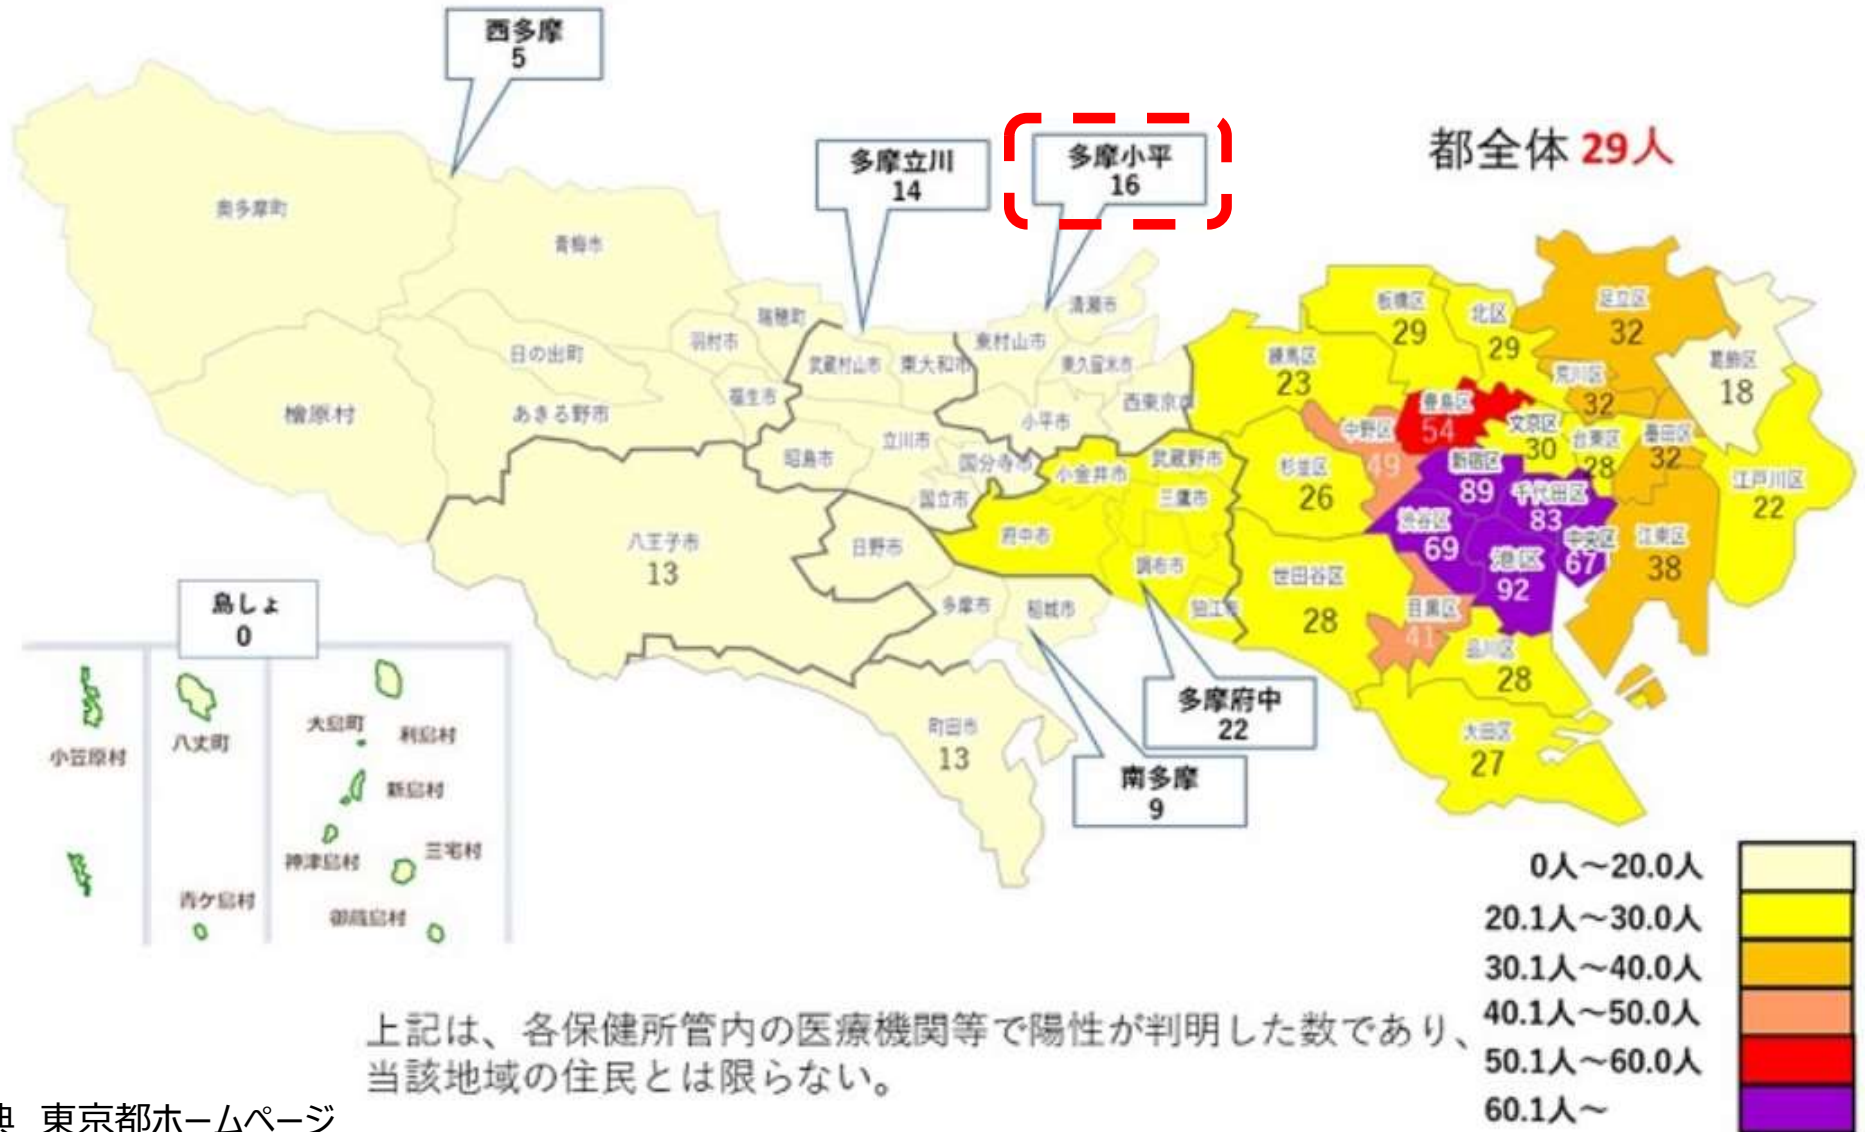 西多摩
5
多摩立川
14
多摩小平
16
都全体 29人
奥多摩町
青梅市
瑞穂町
羽村市
日の出町
福生市
あきる野市
檜原村
武蔵村山市
東大和市
東村山市
清瀬市
東久留米市
西東京市
小平市
立川市
昭島市
国分寺市
国立市
小金井市
武蔵野市
三鷹市
府中市
調布市
狛江市
八王子市
13
日野市
多摩市
稲城市
町田市
13
多摩府中
22
南多摩
9
板橋区
29
北区
29
足立区
32
葛飾区
18
練馬区
23
荒川区
32
豊島区
54
文京区
30
台東区
28
墨田区
32
中野区
49
杉並区
26
新宿区
89
千代田区
83
江戸川区
22
渋谷区
69
港区
92
中央区
67
江東区
38
世田谷区
28
目黒区
41
品川区
28
大田区
27
島しょ
0
小笠原村
八丈町
青ケ島村
大島町
利島村
新島村
神津島村
三宅村
御蔵島村
0人～20.0人
20.1人～30.0人
30.1人～40.0人
40.1人～50.0人
50.1人～60.0人
60.1人～
上記は、各保健所管内の医療機関等で陽性が判明した数であり、
当該地域の住民とは限らない。
典 東京都ホームページ